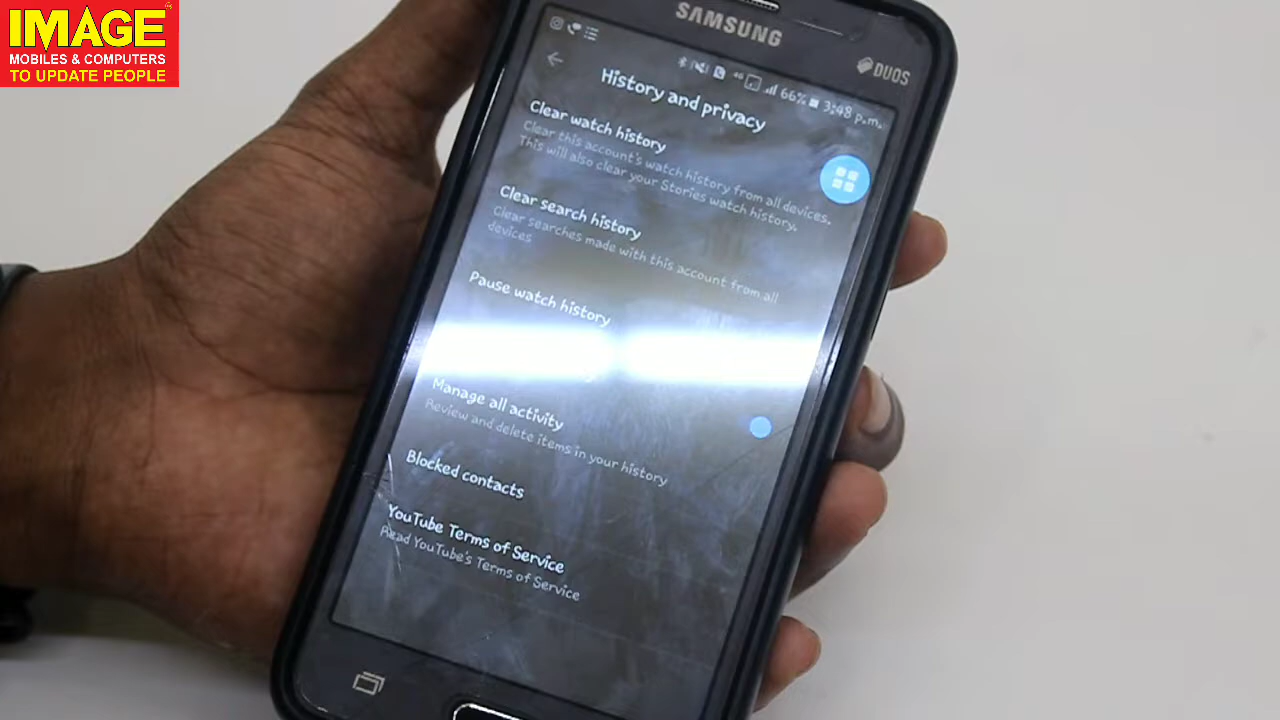 IMAGE
MOBILES & COMPUTERS
TO UPDATE PEOPLE
SAMSUNG
DUOS
4G 66% 3:48 p.m.
History and privacy
Clear watch history
Clear this account's watch history from all devices.
This will also clear your Stories watch history.
Clear search history
Clear searches made with this account from all
devices
Pause watch history
Manage all activity
Review and delete items in your history
Blocked contacts
YouTube Terms of Service
Read YouTube's Terms of Service